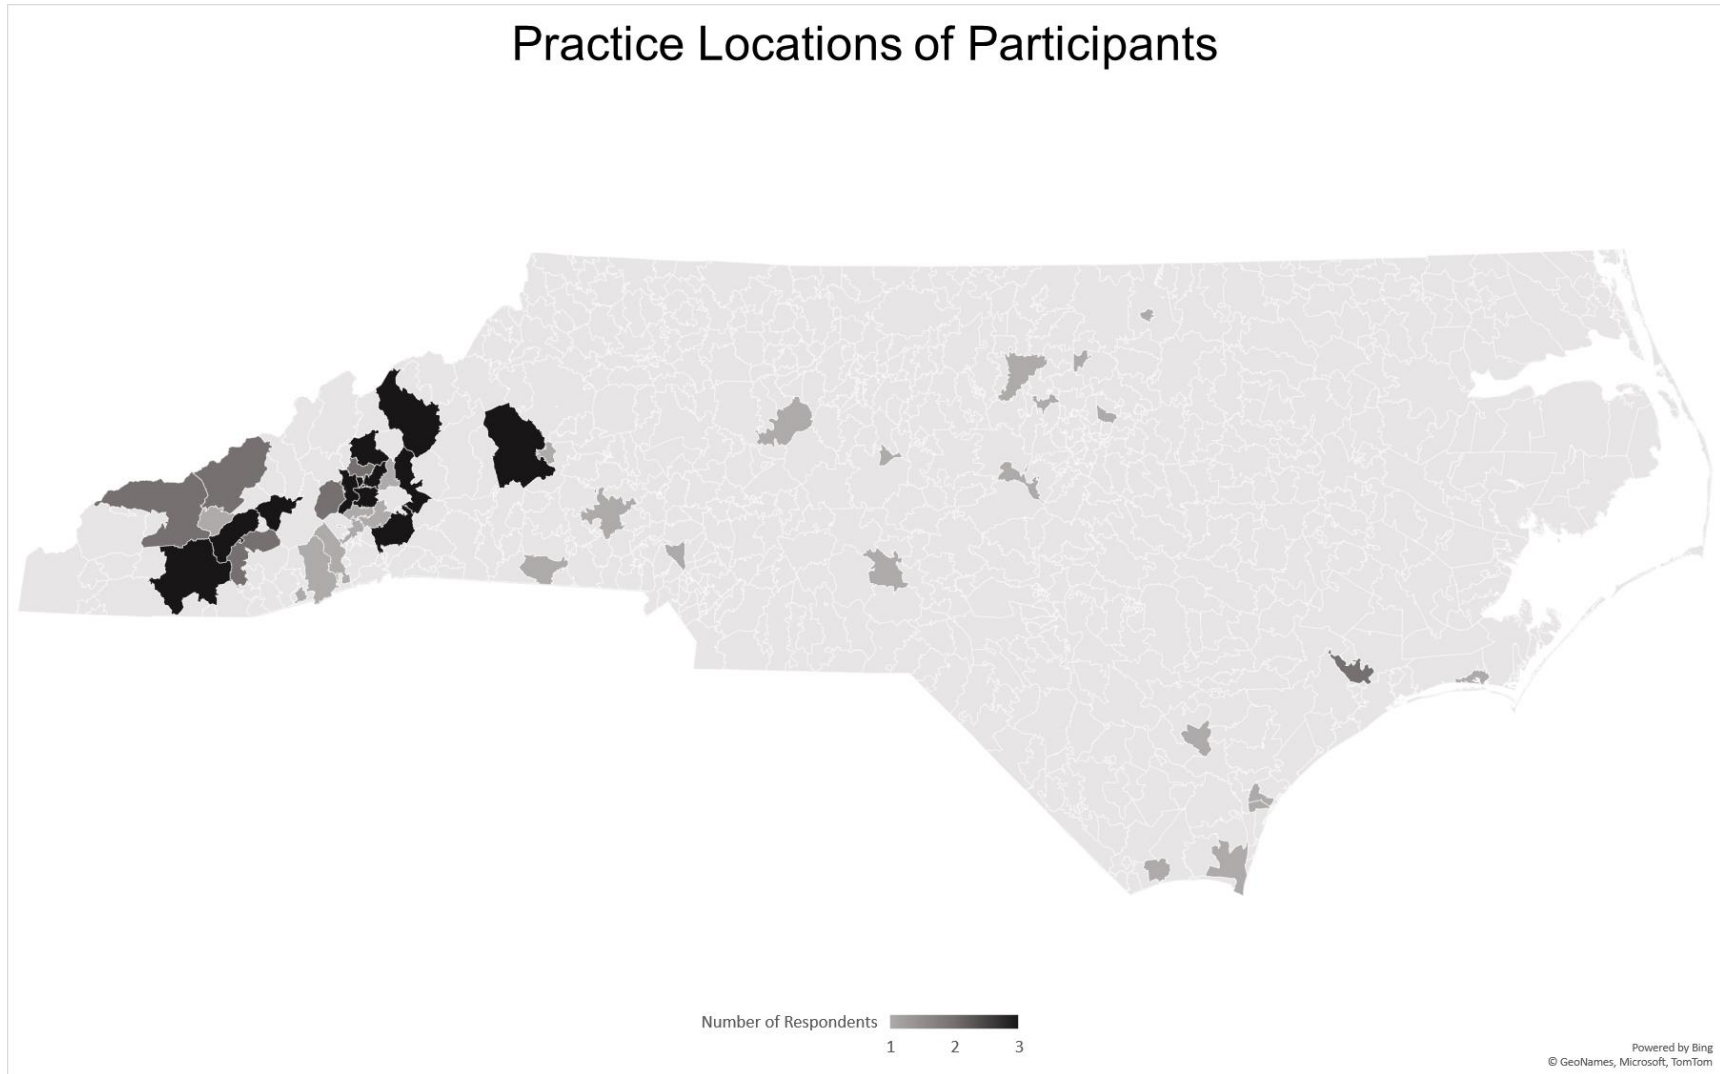 Practice Locations of Participants
Number of Respondents
1 2 3
Powered by Bing
© GeoNames, Microsoft, TomTom